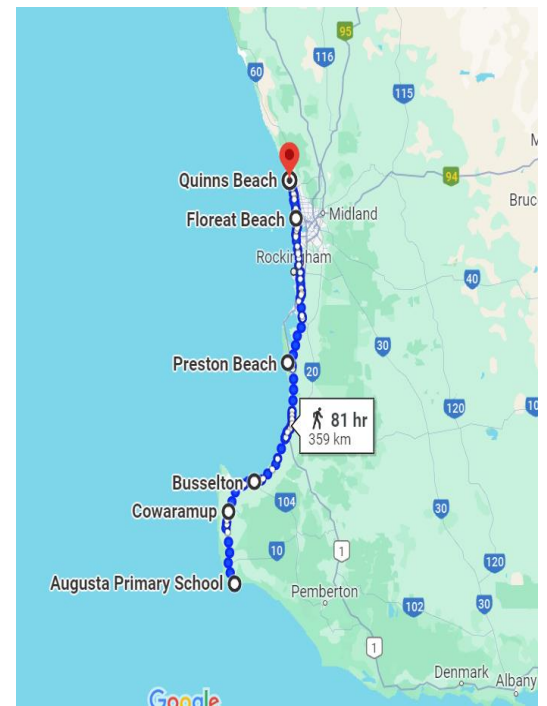 95
116
60
115
Quinns Beach
94
Floreat Beach
Midland
Bruc
Rockingham
40
30
Preston Beach
20
120
10
81 hr
359 km
Busselton
104
Cowaramup
30
10
1
120
Augusta Primary School
Pemberton
102
30
1
Denmark
Albany
Google